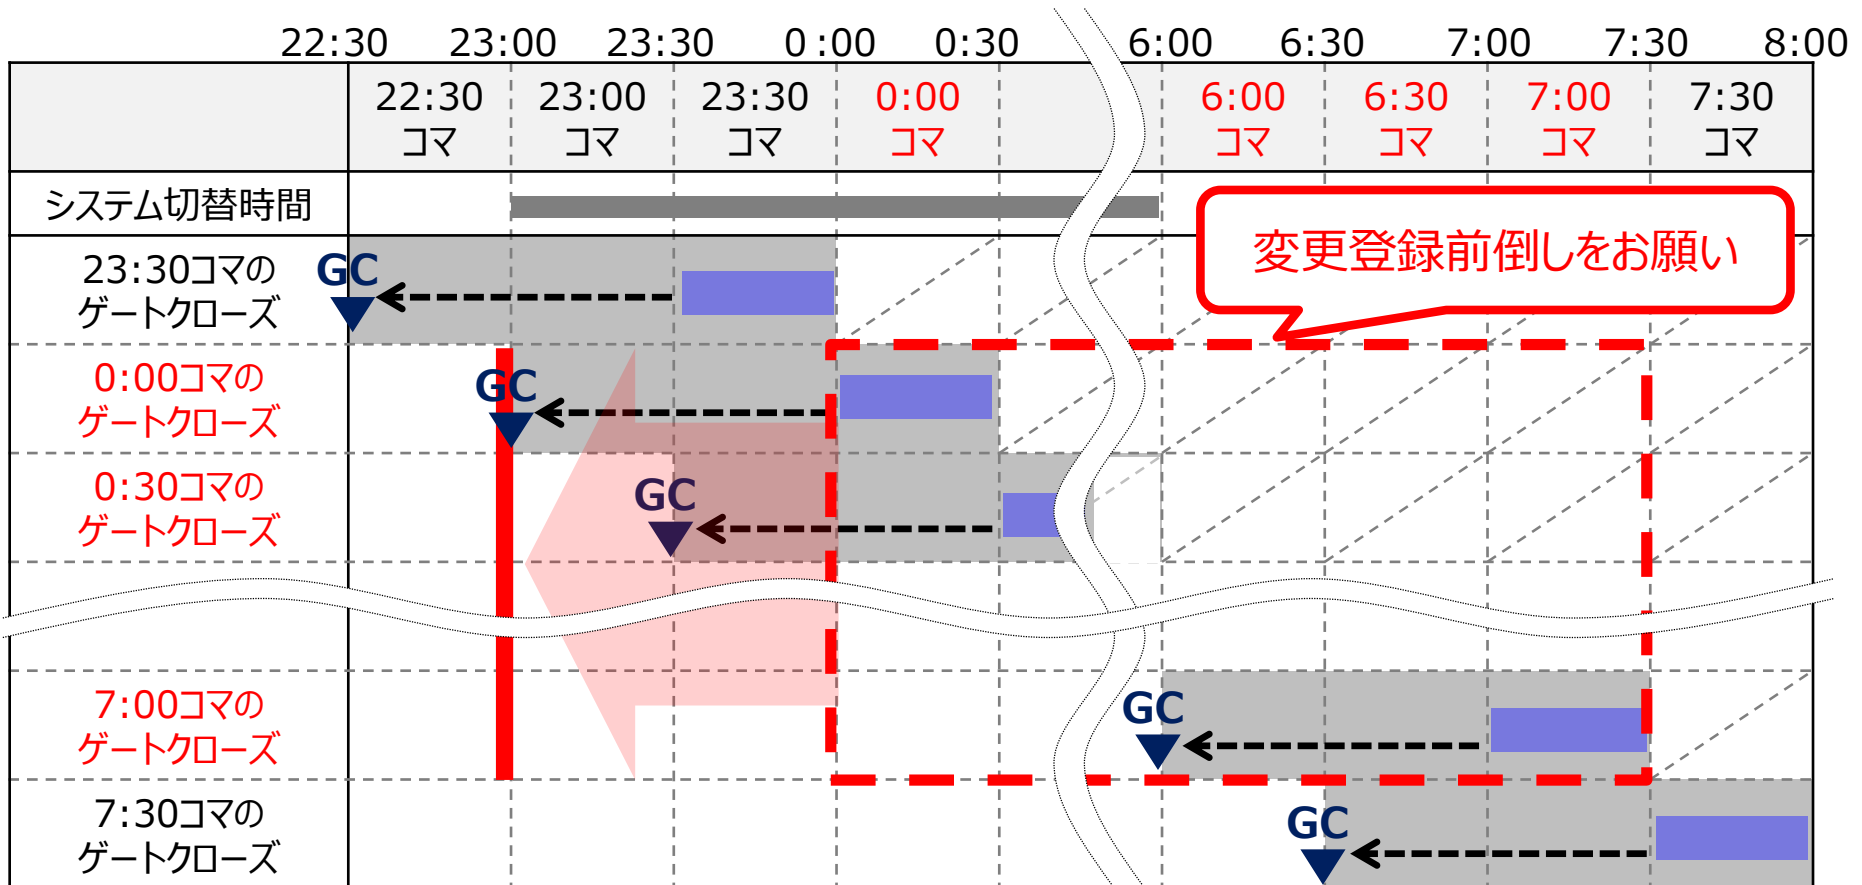 22:30 23:00 23:30 0:00 0:30 6:00 6:30 7:00 7:30 8:00
22:30 23:00 23:30 0:00 6:00 6:30 7:00 7:30
コマ コマ コマ コマ コマ コマ コマ コマ
システム切替時間
変更登録前倒しをお願い
23:30コマの
ゲートクローズ
GC
0:00コマの
ゲートクローズ
GC
0:30コマの
ゲートクローズ
GC
7:00コマの
ゲートクローズ
GC
7:30コマの
ゲートクローズ
GC